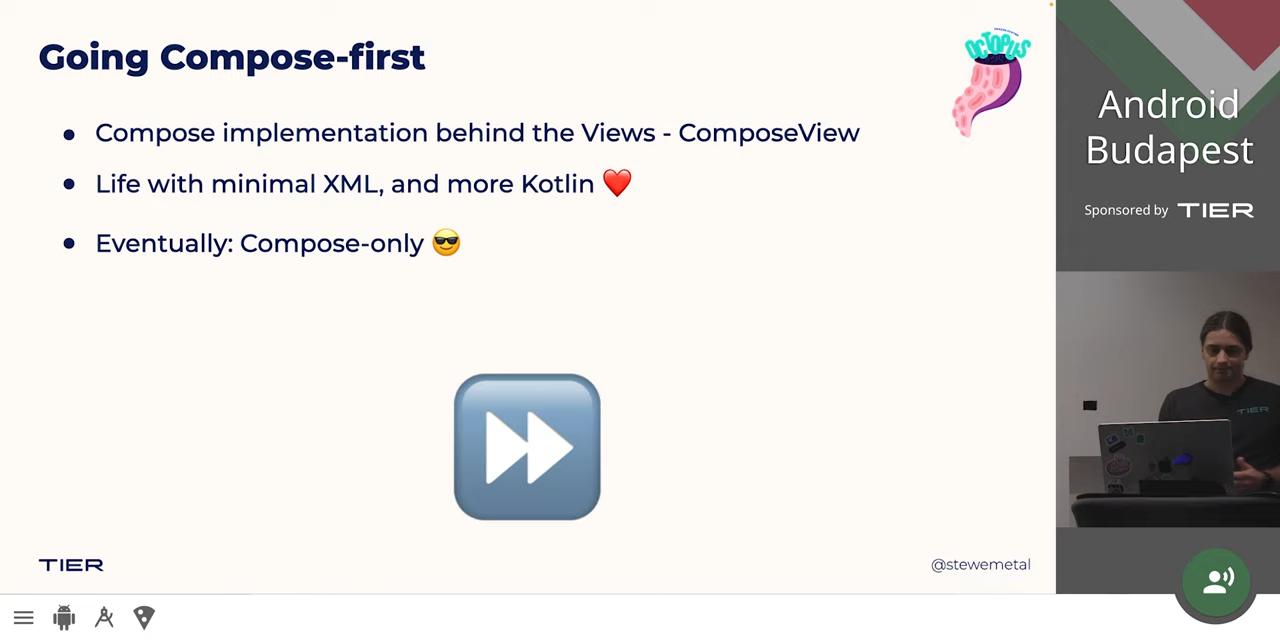 Going Compose-first
OCTOPUS
Compose implementation behind the Views - ComposeView
Life with minimal XML, and more Kotlin ❤️
Eventually: Compose-only 😎
TIER
@stewemetal
Android
Budapest
Sponsored by TIER
TIER